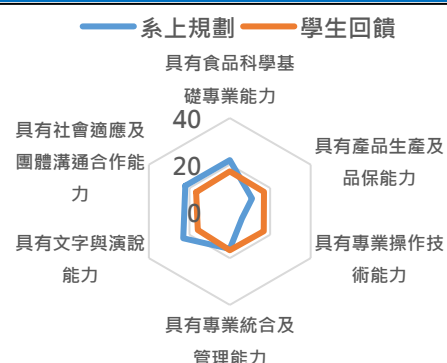 系上規劃 學生回饋
具有食品科學基
礎專業能力
40
20
0
具有產品生產及
品保能力
具有專業操作技
術能力
具有專業統合及
管理能力
具有文字與演說
能力
具有社會適應及
團體溝通合作能
力